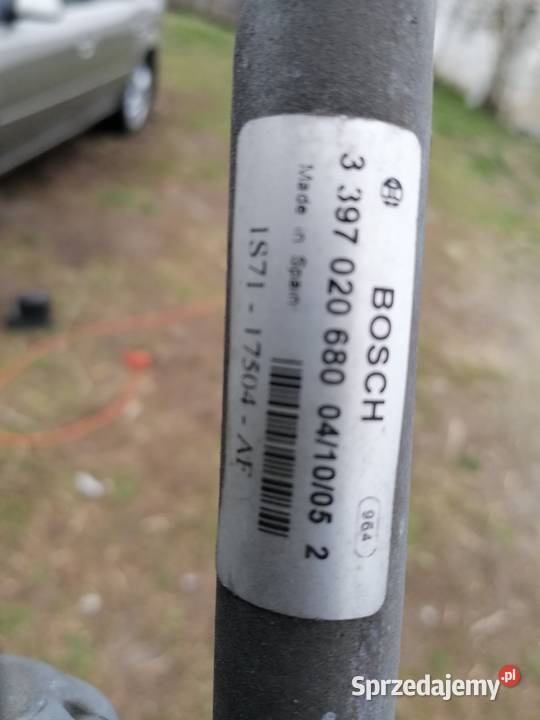 BOSCH
3 397 020 680 04/10/05 2
964
Made in Spain
1S71 - 17504 - AF
Sprzedajemy.pl